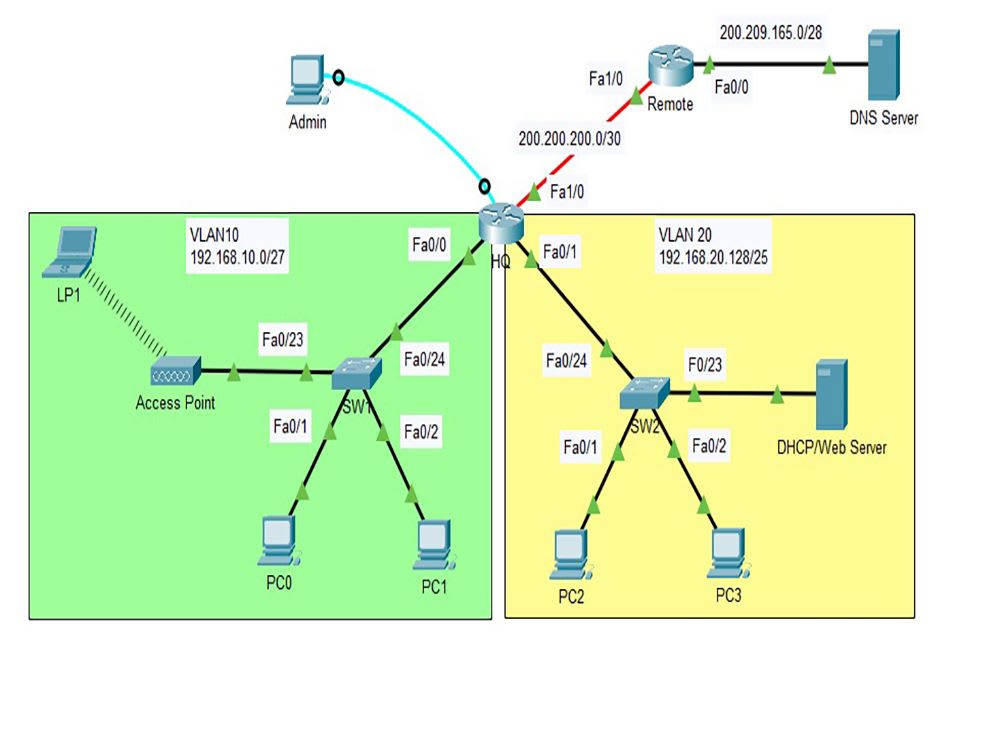 200.209.165.0/28
Fa1/0
Remote
Fa0/0
DNS Server
Admin
200.200.200.0/30
Fa1/0
VLAN10
192.168.10.0/27
LP1
Fa0/0
HQ
Fa0/1
VLAN 20
192.168.20.128/25
Fa0/23
Fa0/24
Access Point
SW1
Fa0/1
Fa0/2
PC0
PC1
Fa0/24
F0/23
SW2
DHCP/Web Server
Fa0/1
Fa0/2
PC2
PC3